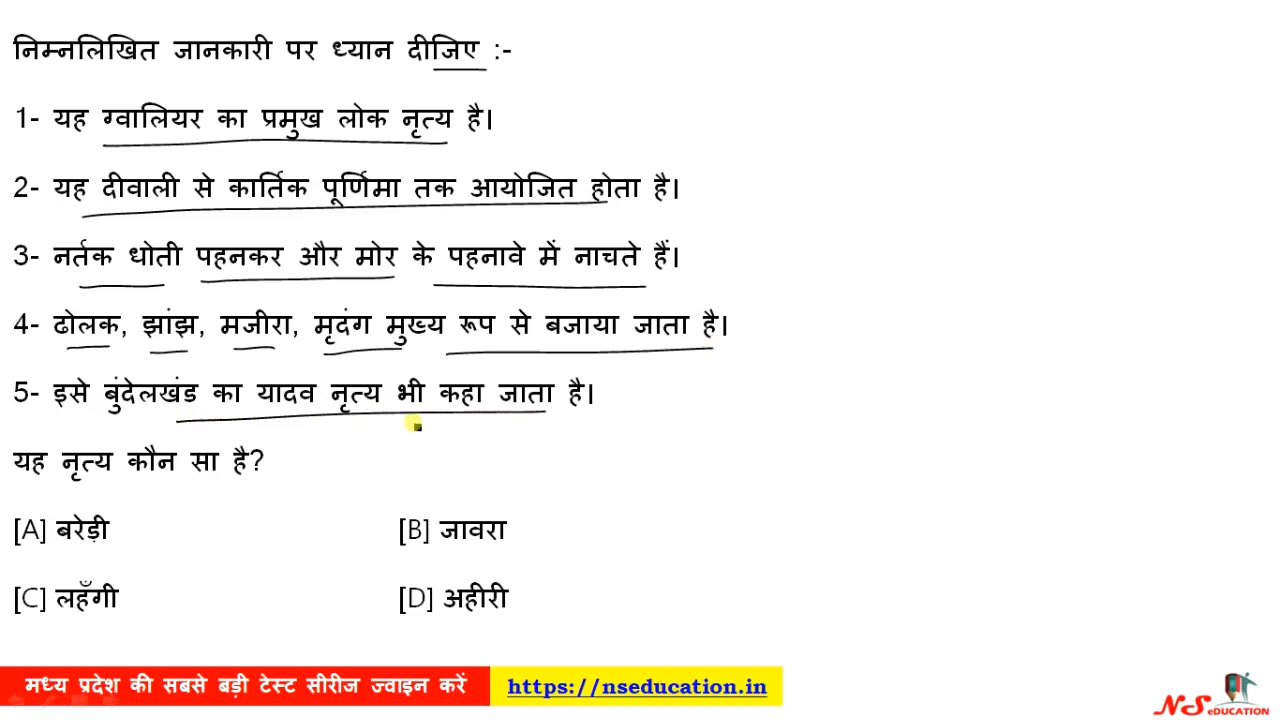 निम्नलिखित जानकारी पर ध्यान दीजिए :-
1- यह ग्वालियर का प्रमुख लोक नृत्य है।
2- यह दीवाली से कार्तिक पूर्णिमा तक आयोजित होता है।
3- नर्तक धोती पहनकर और मोर के पहनावे में नाचते हैं।
4- ढोलक, झांझ, मजीरा, मृदंग मुख्य रूप से बजाया जाता है।
5- इसे बुंदेलखंड का यादव नृत्य भी कहा जाता है।
यह नृत्य कौन सा है?
[A] बरेड़ी [B] जावरा
[C] लहँगी [D] अहीरी
मध्य प्रदेश की सबसे बड़ी टेस्ट सीरीज ज्वाइन करें https://nseducation.in
NS eDUCATION